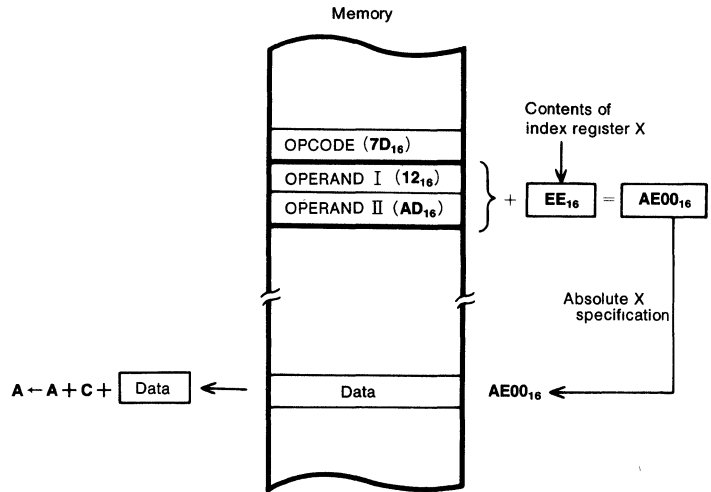 Memory
Contents of
index register X
OPCODE (7D₁₆)
OPERAND Ⅰ (12₁₆)
OPERAND Ⅱ (AD₁₆)
+ EE₁₆ = AE00₁₆
Absolute X
specification
A ← A + C + Data
Data
AE00₁₆